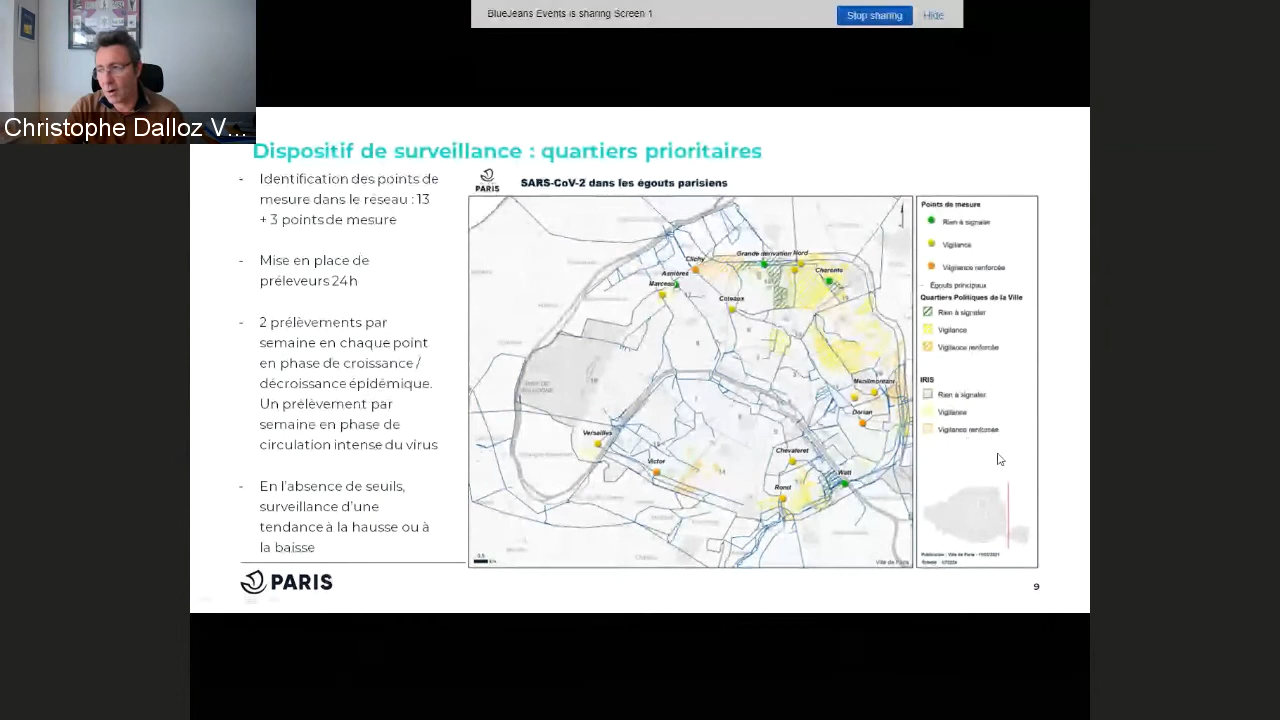 BlueJeans Events is sharing Screen 1
Stop sharing
Hide
Christophe Dalloz V...
Dispositif de surveillance : quartiers prioritaires
- Identification des points de
mesure dans le réseau : 13
+ 3 points de mesure
- Mise en place de
préleveurs 24h
- 2 prélèvements par
semaine en chaque point
en phase de croissance /
décroissance épidémique.
Un prélèvement par
semaine en phase de
circulation intense du virus
- En l'absence de seuils,
surveillance d'une
tendance à la hausse ou à
la baisse
PARIS
PARIS
SARS-CoV-2 dans les égouts parisiens
Clichy
Grande dérivation Nord
Asnières
Charente
Marceau
Coteaux
Ménilmontant
Dorian
Versailles
Victor
Chevaleret
Watt
Ville de Paris
Points de mesure
Rien à signaler
Vigilance
Vigilance renforcée
- Égouts principaux
Quartiers Politiques de la Ville
Rien à signaler
Vigilance
Vigilance renforcée
IRIS
Rien à signaler
Vigilance
Vigilance renforcée
9